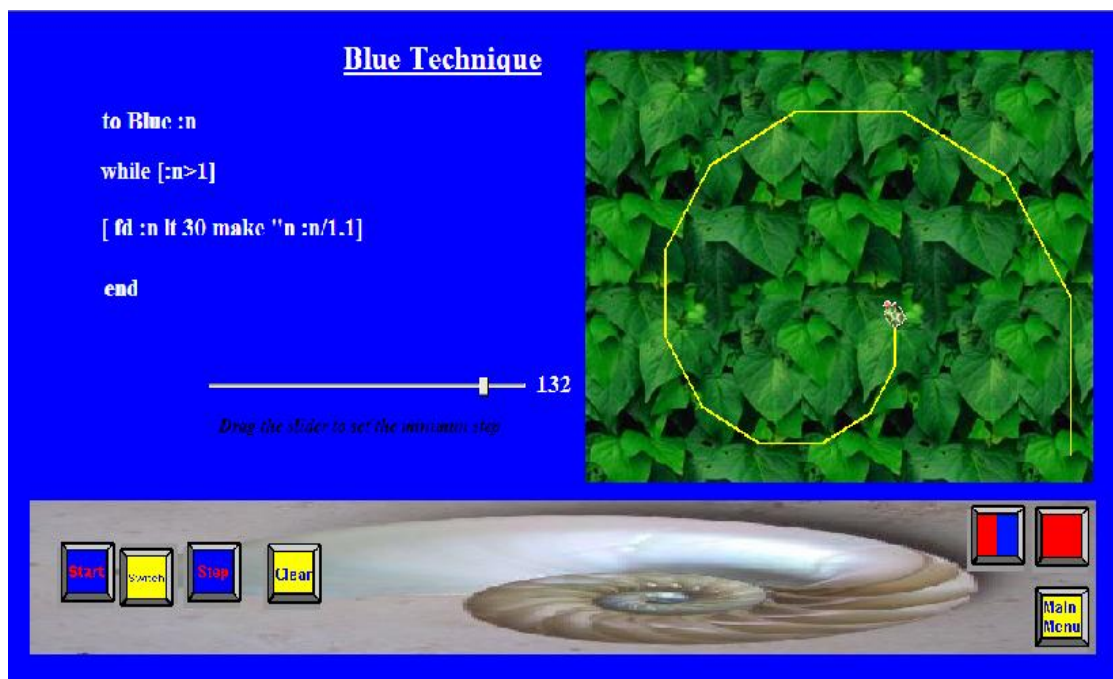 Blue Technique
to Blue :n
while [:n>1]
[ fd :n lt 30 make "n :n/1.1]
end
132
Drag the slider to set the minimun step
Start
Switch
Stop
Clear
Main
Menu